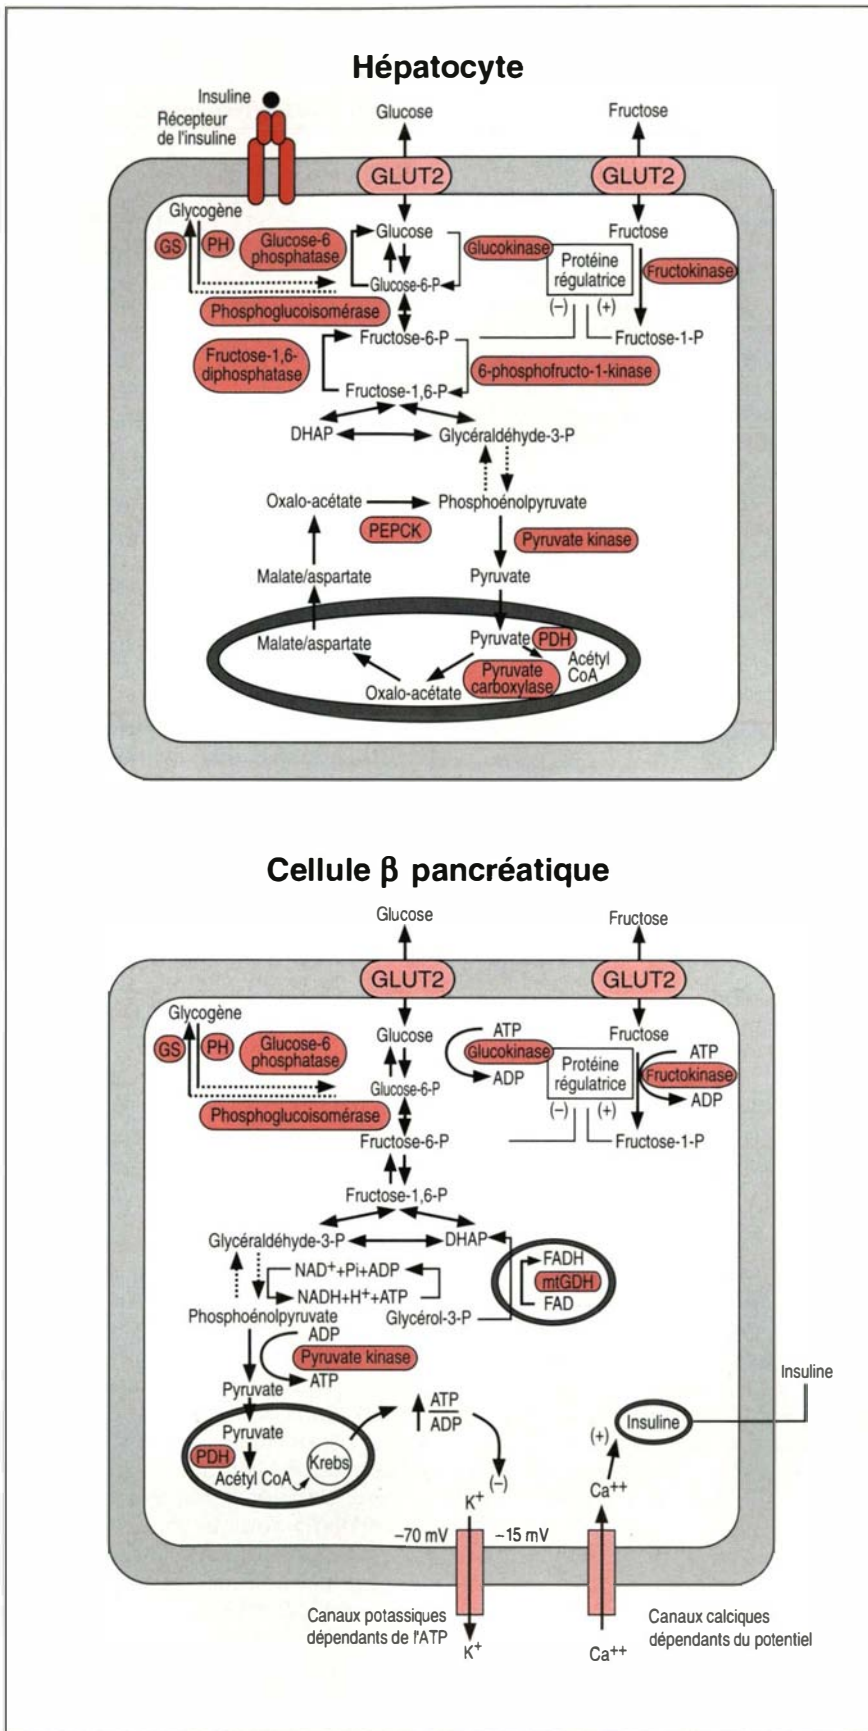 Hépatocyte
Insuline
Récepteur
de l'insuline
Glucose
Fructose
GLUT2
GLUT2
Glycogène
GS
PH
Glucose-6
phosphatase
Glucose
Glucokinase
Fructose
Protéine
régulatrice
Fructokinase
Glucose-6-P
Phosphoglucoisomérase
(–)
(+)
Fructose-6-P
Fructose-1-P
Fructose-1,6-
diphosphatase
6-phosphofructo-1-kinase
Fructose-1,6-P
DHAP
Glycéraldéhyde-3-P
Oxalo-acétate
Phosphoénolpyruvate
PEPCK
Pyruvate kinase
Malate/aspartate
Pyruvate
Malate/aspartate
Pyruvate
PDH
Acétyl
CoA
Pyruvate
carboxylase
Oxalo-acétate
Cellule β pancréatique
Glucose
Fructose
GLUT2
GLUT2
Glycogène
GS
PH
Glucose-6
phosphatase
Glucose
ATP
Glucokinase
ADP
Fructose
Protéine
régulatrice
ATP
Fructokinase
ADP
Glucose-6-P
Phosphoglucoisomérase
(–)
(+)
Fructose-6-P
Fructose-1-P
Fructose-1,6-P
Glycéraldéhyde-3-P
DHAP
FADH
mtGDH
FAD
NAD++Pi+ADP
NADH+H++ATP
Phosphoénolpyruvate
Glycérol-3-P
ADP
Pyruvate kinase
ATP
Pyruvate
Insuline
Pyruvate
PDH
Acétyl CoA
Krebs
ATP
ADP
Insuline
(+)
(–)
K+
Ca++
–70 mV
–15 mV
Canaux potassiques
dépendants de l'ATP
K+
Canaux calciques
dépendants du potentiel
Ca++